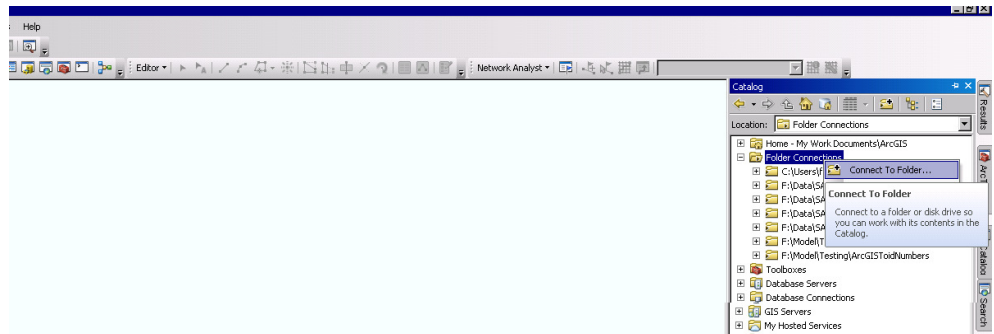 Help
Editor
Network Analyst
Catalog
Location: Folder Connections
Home - My Work Documents\ArcGIS
Folder Connections
C:\Users\f
Connect To Folder...
F:\Data\SA
Connect To Folder
F:\Data\SA
Connect to a folder or disk drive so
F:\Data\SA
you can work with its contents in the
F:\Data\SA
Catalog.
F:\Model\T
F:\Model\Testing\ArcGISToidNumbers
Toolboxes
Database Servers
Database Connections
GIS Servers
My Hosted Services
Results
ArcT
Catalog
Search